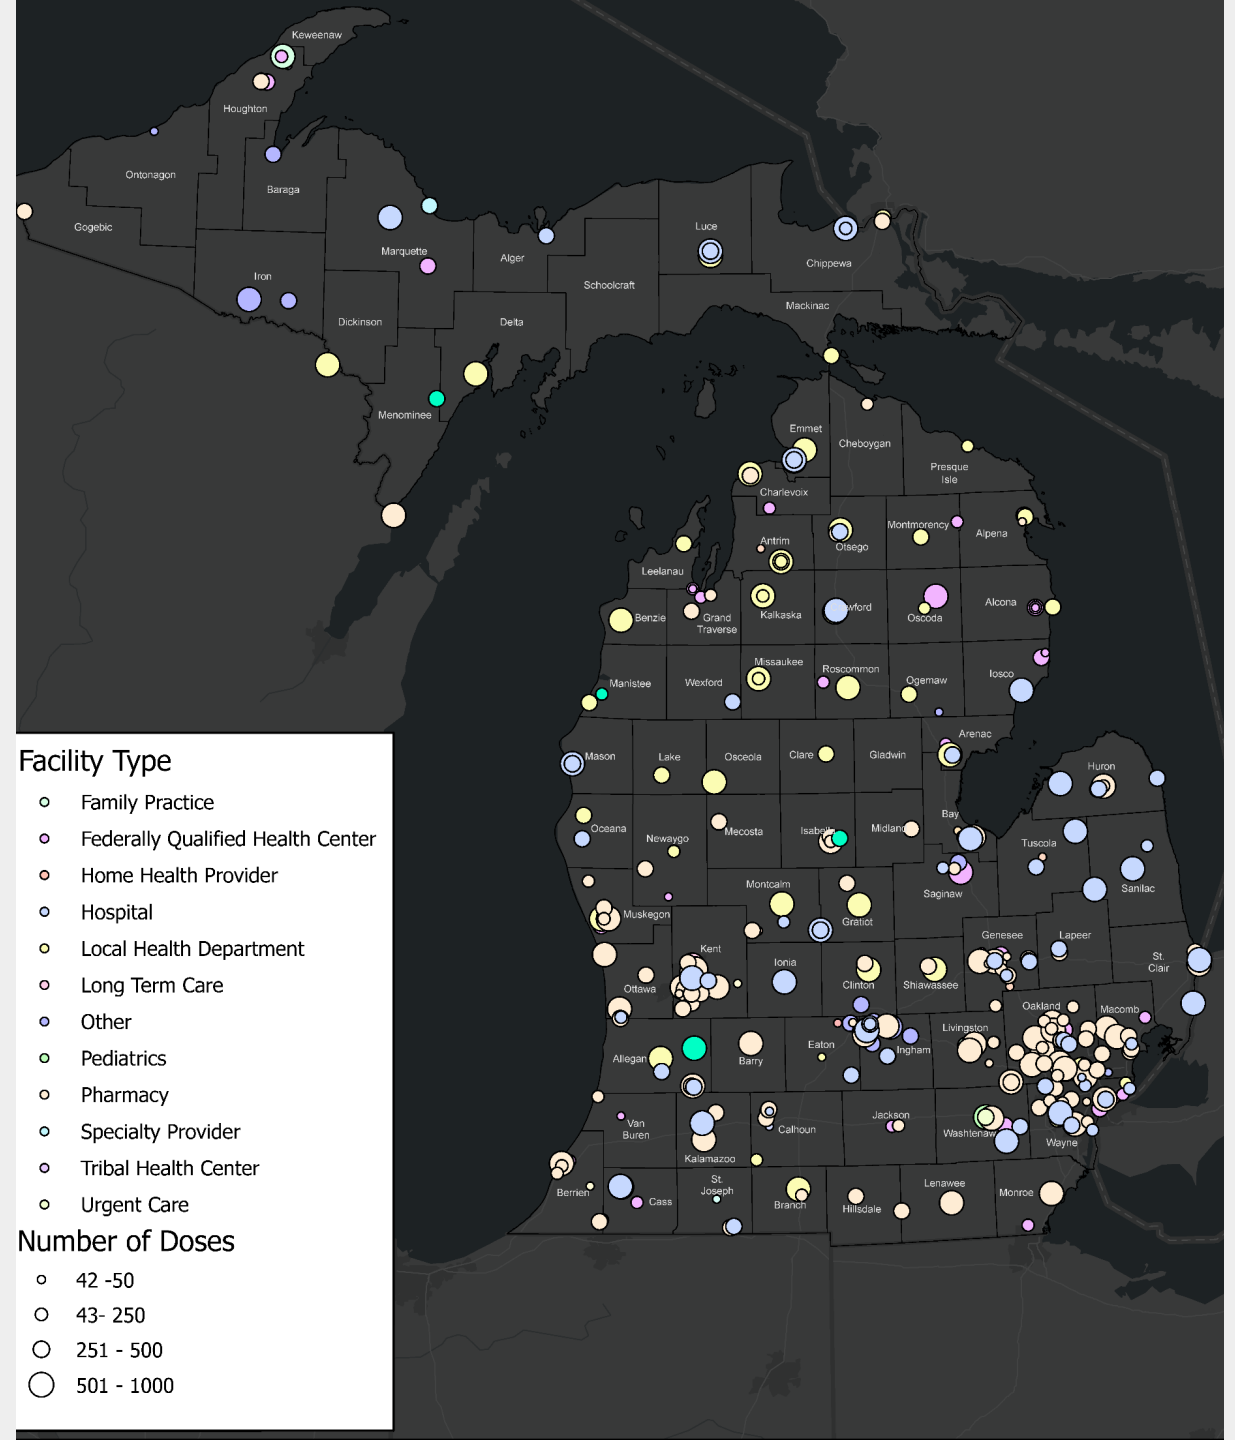 Keweenaw
Houghton
Ontonagon
Baraga
Gogebic
Marquette
Alger
Luce
Chippewa
Iron
Schoolcraft
Mackinac
Dickinson
Delta
Menominee
Emmet
Cheboygan
Presque
Isle
Charlevoix
Antrim
Otsego
Montmorency
Alpena
Leelanau
Benzie
Grand
Traverse
Kalkaska
wford
Oscoda
Alcona
Manistee
Wexford
Missaukee
Roscommon
Ogemaw
Iosco
Mason
Lake
Osceola
Clare
Gladwin
Arenac
Huron
Oceana
Newaygo
Mecosta
Isabella
Midland
Bay
Tuscola
Sanilac
Muskegon
Montcalm
Gratiot
Saginaw
Genesee
Lapeer
St.
Clair
Kent
Ottawa
Ionia
Clinton
Shiawassee
Oakland
Macomb
Livingston
Allegan
Barry
Eaton
Ingham
Van
Buren
Kalamazoo
Calhoun
Jackson
Washtenaw
Wayne
Berrien
Cass
St.
Joseph
Branch
Hillsdale
Lenawee
Monroe
Facility Type
Family Practice
Federally Qualified Health Center
Home Health Provider
Hospital
Local Health Department
Long Term Care
Other
Pediatrics
Pharmacy
Specialty Provider
Tribal Health Center
Urgent Care
Number of Doses
42 -50
43- 250
251 - 500
501 - 1000